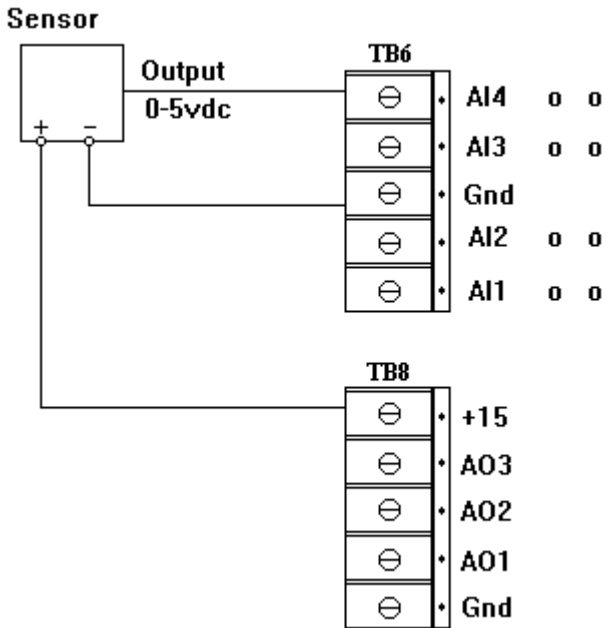 Sensor
Output
0-5vdc
+ -
TB6
AI4 o o
AI3 o o
Gnd
AI2 o o
AI1 o o
TB8
+15
AO3
AO2
AO1
Gnd